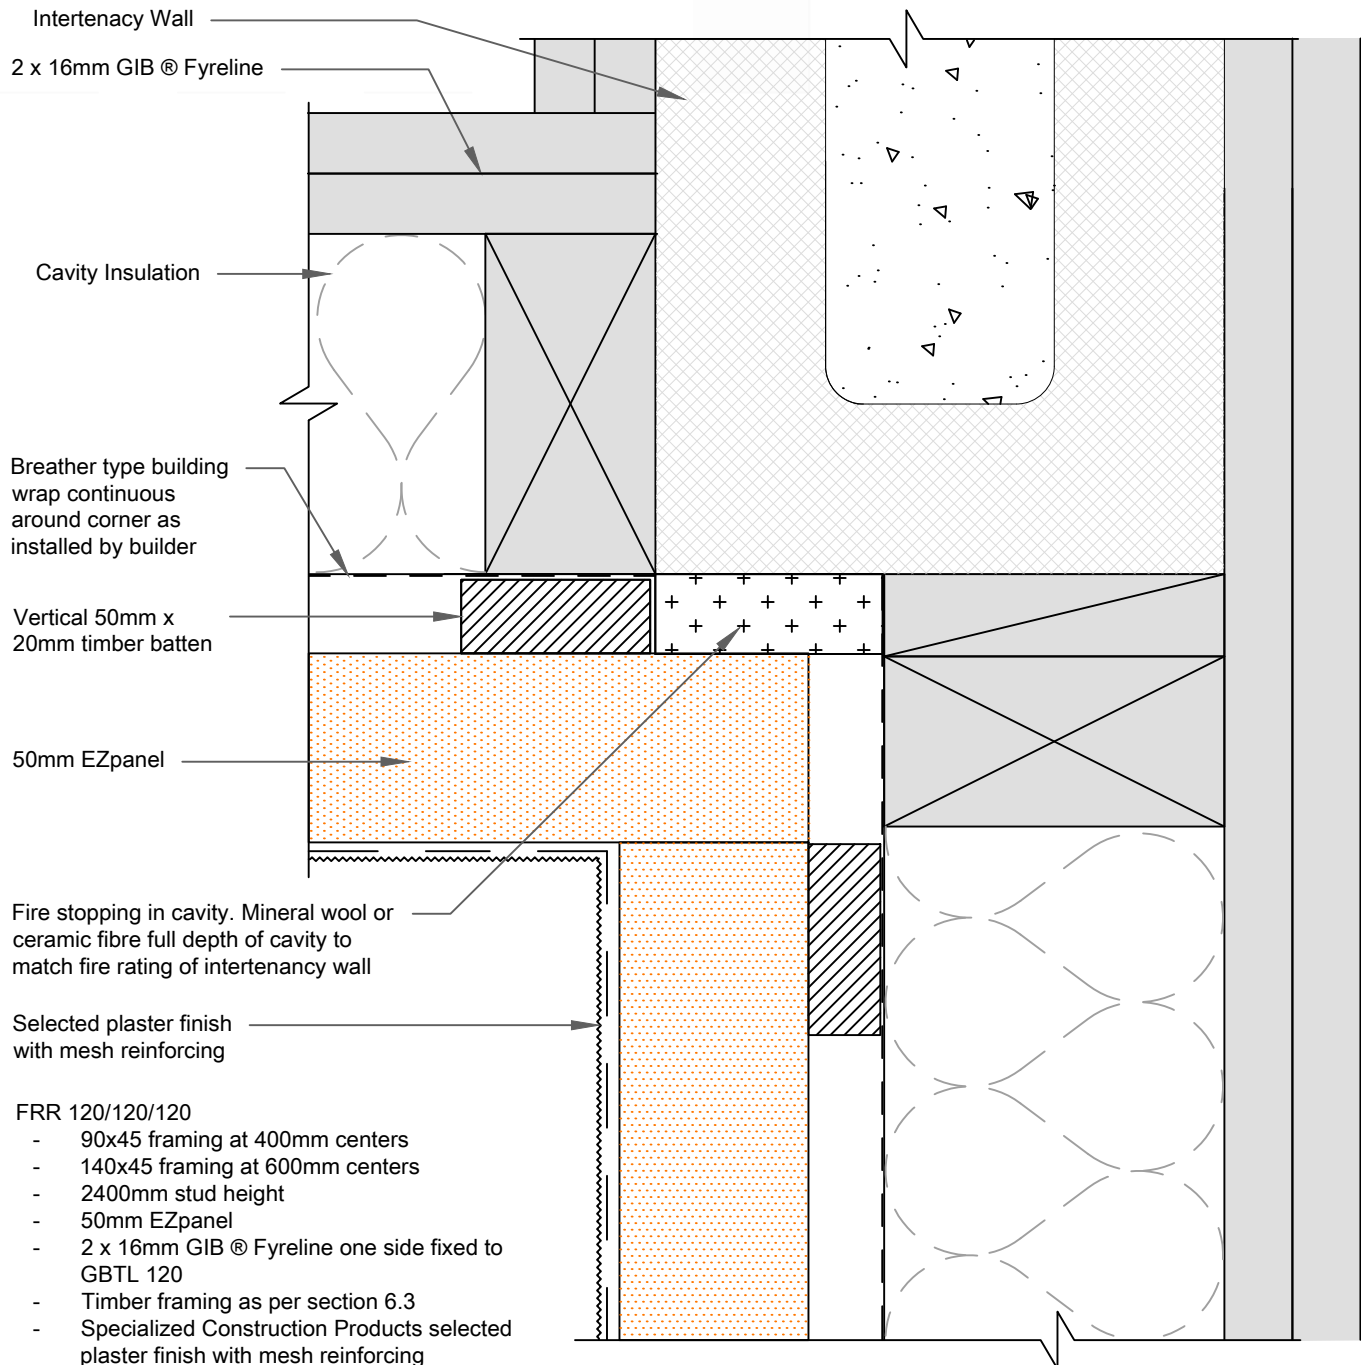 Intertenacy Wall
2 x 16mm GIB ® Fyreline
Cavity Insulation
Breather type building
wrap continuous
around corner as
installed by builder
Vertical 50mm x
20mm timber batten
50mm EZpanel
Fire stopping in cavity. Mineral wool or
ceramic fibre full depth of cavity to
match fire rating of intertenancy wall
Selected plaster finish
with mesh reinforcing
FRR 120/120/120
- 90x45 framing at 400mm centers
- 140x45 framing at 600mm centers
- 2400mm stud height
- 50mm EZpanel
- 2 x 16mm GIB ® Fyreline one side fixed to
GBTL 120
- Timber framing as per section 6.3
- Specialized Construction Products selected
plaster finish with mesh reinforcing